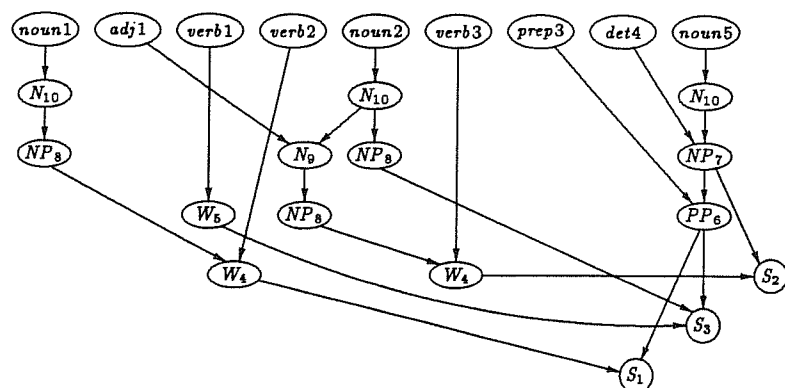 noun1 adj1 verb1 verb2 noun2 verb3 prep3 det4 noun5
N10 N10 N10
NP8 N9 NP8 NP7
W5 NP8 PP6
W4 W4 S2
S3
S1